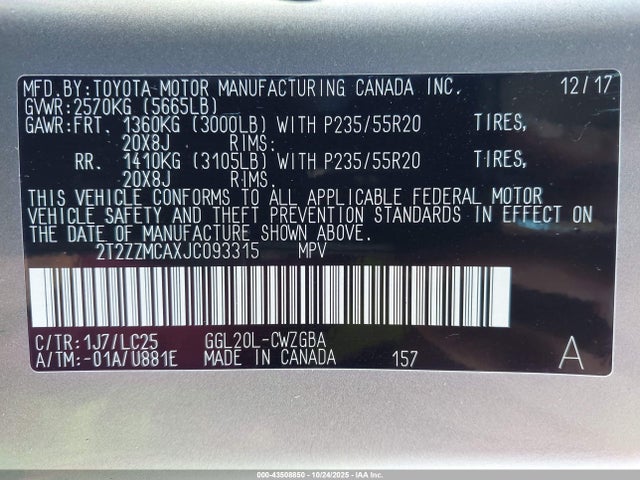 MFD.BY:TOYOTA MOTOR MANUFACTURING CANADA INC. 12/17
GVWR:2570KG (5665LB)
GAWR:FRT. 1360KG (3000LB) WITH P235/55R20 TIRES,
20X8J RIMS.
RR. 1410KG (3105LB) WITH P235/55R20 TIRES,
20X8J RIMS.
THIS VEHICLE CONFORMS TO ALL APPLICABLE FEDERAL MOTOR
VEHICLE SAFETY AND THEFT PREVENTION STANDARDS IN EFFECT ON
THE DATE OF MANUFACTURE SHOWN ABOVE.
2T2ZZMCAXJC093315 MPV
C/TR:1J7/LC25 GGL20L-CWZGBA
A/TM:-01A/U881E MADE IN CANADA 157 A
000-43508850 - 10/24/2025 - IAA Inc.